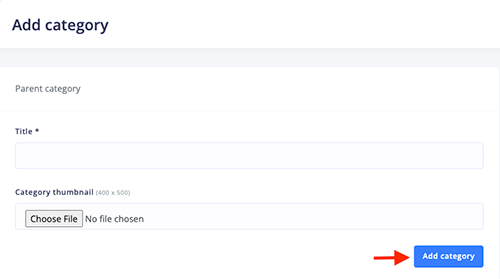 Add category
Parent category
Title *
Category thumbnail (400 x 500)
Choose File No file chosen
Add category